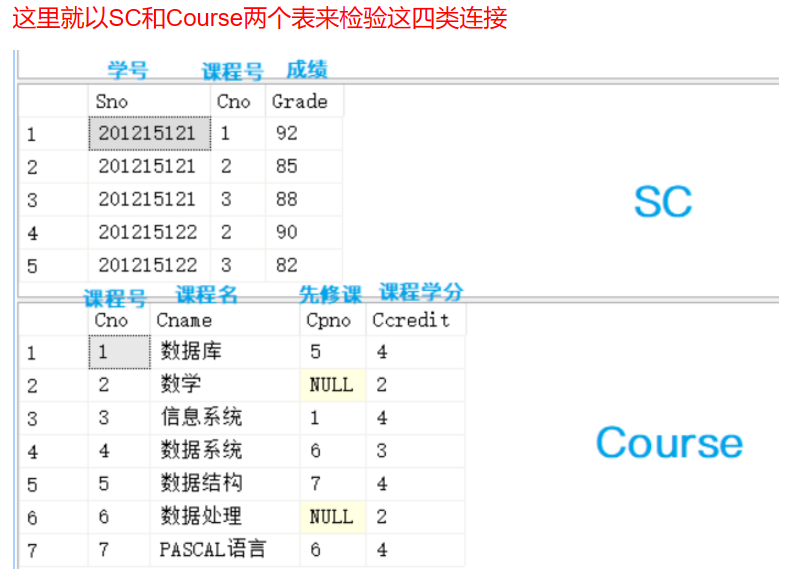 这里就以SC和Course两个表来检验这四类连接
学号 课程号 成绩
Sno Cno Grade
1 201215121 1 92
2 201215121 2 85
3 201215121 3 88
SC
4 201215122 2 90
5 201215122 3 82
课程号 课程名 先修课 课程学分
Cno Cname Cpno Ccredit
1 1 数据库 5 4
2 2 数学 NULL 2
3 3 信息系统 1 4
4 4 数据系统 6 3
Course
5 5 数据结构 7 4
6 6 数据处理 NULL 2
7 7 PASCAL语言 6 4